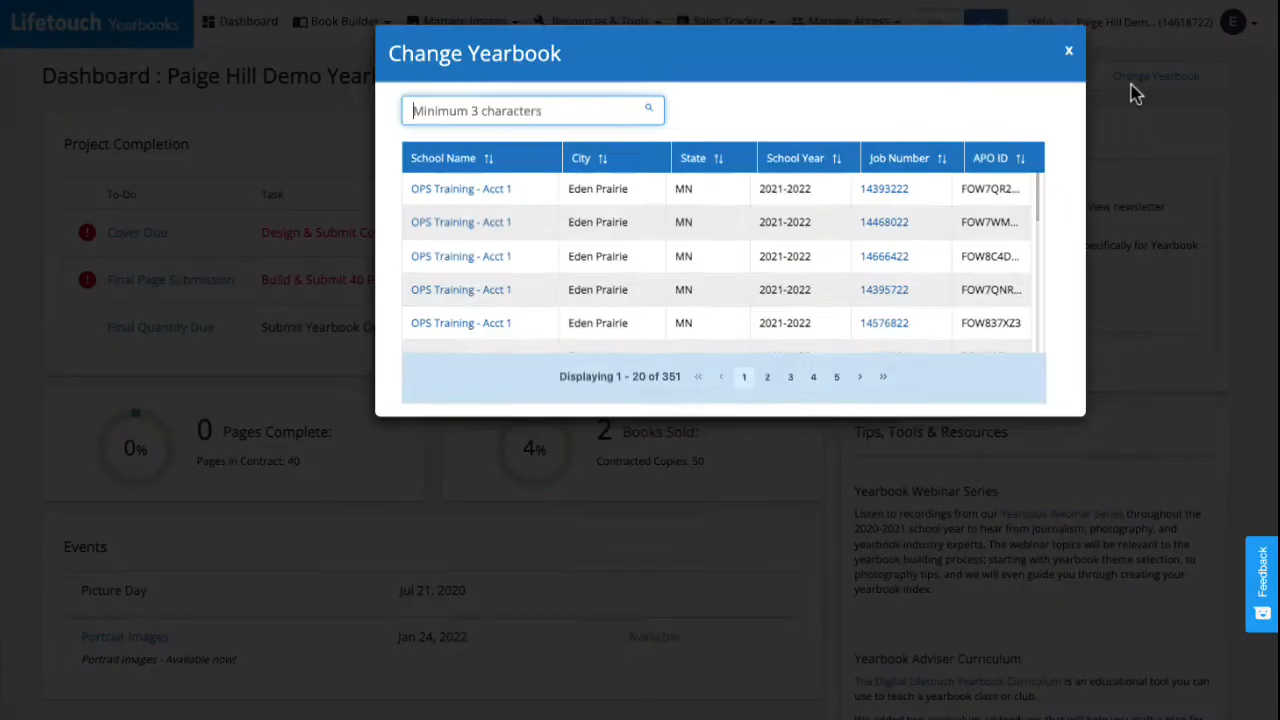 Lifetouch Yearbooks
Dashboard
Book Builder
Manage Images
Resources & Tools
Sales Tracker
Manage Access
Help
Paige Hill Dem... (14618722)
E
Dashboard : Paige Hill Demo Year
Change Yearbook
Change Yearbook
x
Minimum 3 characters
School Name City State School Year Job Number APO ID
OPS Training - Acct 1 Eden Prairie MN 2021-2022 14393222 FOW7QR2...
OPS Training - Acct 1 Eden Prairie MN 2021-2022 14468022 FOW7WM...
OPS Training - Acct 1 Eden Prairie MN 2021-2022 14666422 FOW8C4D...
OPS Training - Acct 1 Eden Prairie MN 2021-2022 14395722 FOW7QNR...
OPS Training - Acct 1 Eden Prairie MN 2021-2022 14576822 FOW837XZ3
Displaying 1 - 20 of 351 « ‹ 1 2 3 4 5 › »
Project Completion
To-Do Task
Cover Due Design & Submit Co
Final Page Submission Build & Submit 40 P
Final Quantity Due Submit Yearbook Co
View newsletter
pecifically for Yearbook
0%
0 Pages Complete:
Pages in Contract: 40
4%
2 Books Sold:
Contracted Copies: 50
Events
Picture Day Jul 21, 2020
Portrait Images Jan 24, 2022 Available
Portrait Images - Available now!
Tips, Tools & Resources
Yearbook Webinar Series
Listen to recordings from our Yearbook Webinar Series throughout the
2020-2021 school year to hear from journalism, photography, and
yearbook industry experts. The webinar topics will be relevant to the
yearbook building process; starting with yearbook theme selection, to
photography tips, and we will even guide you through creating your
yearbook index.
Yearbook Adviser Curriculum
The Digital Lifetouch Yearbook Curriculum is an educational tool you can
use to teach a yearbook class or club.
Feedback